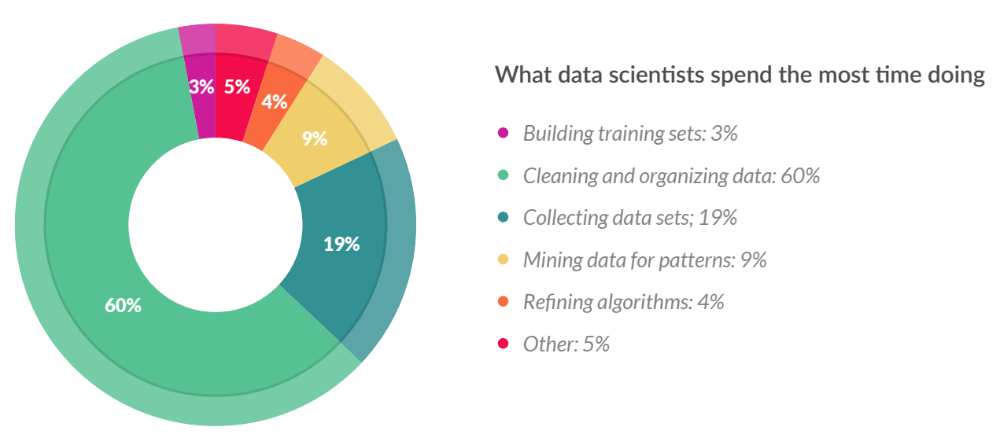 3%
5%
4%
9%
19%
60%
What data scientists spend the most time doing
Building training sets: 3%
Cleaning and organizing data: 60%
Collecting data sets; 19%
Mining data for patterns: 9%
Refining algorithms: 4%
Other: 5%